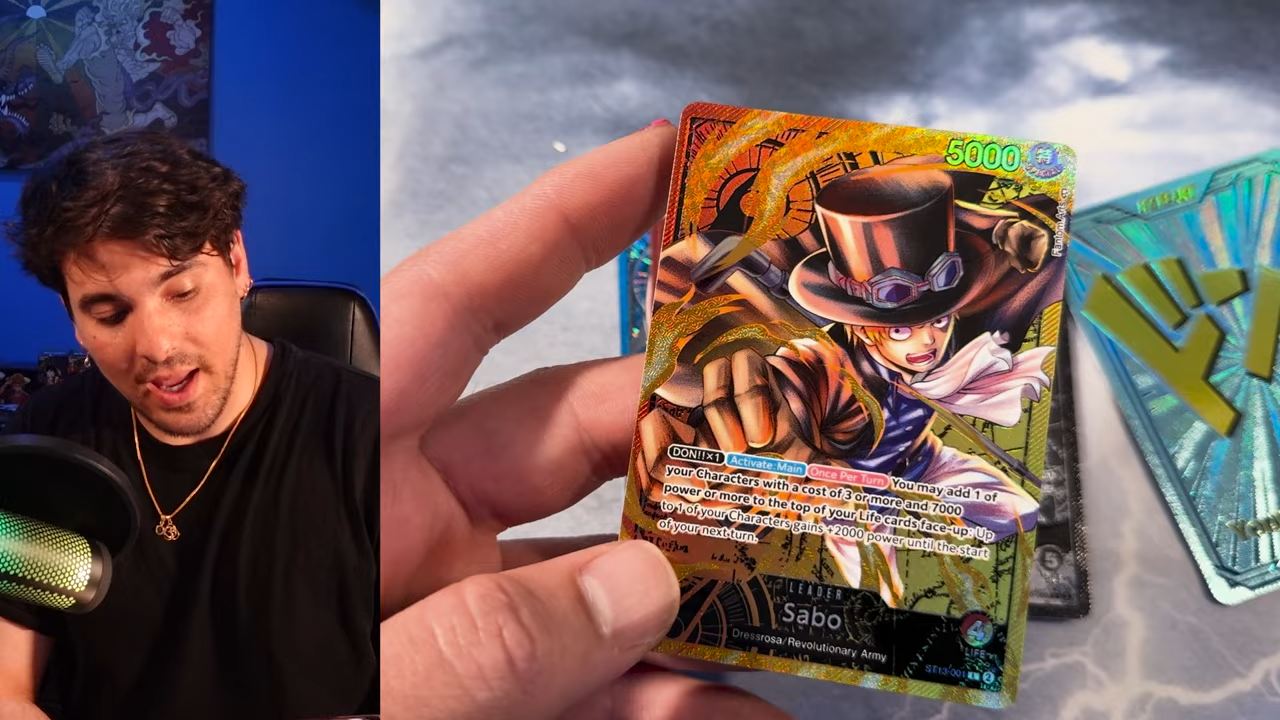 5000 特
DON!!×1 Activate: Main Once Per Turn You may add 1 of
your Characters with a cost of 3 or more and 7000
power or more to the top of your Life cards face-up: Up
to 1 of your Characters gains +2000 power until the start
of your next turn.
LEADER
Sabo
Dressrosa/Revolutionary Army
4
LIFE
ST13-001 L 2